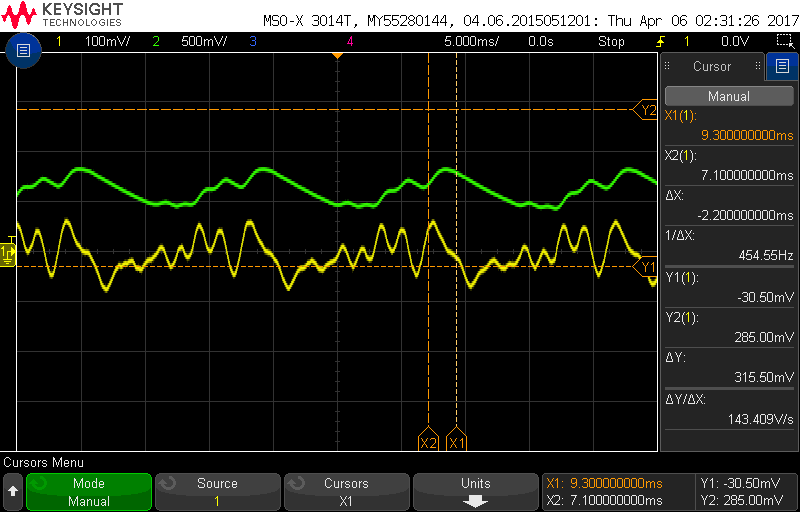 KEYSIGHT
TECHNOLOGIES
MSO-X 3014T, MY55280144, 04.06.2015051201: Thu Apr 06 02:31:26 2017
1 100mV/ 2 500mV/ 3 4 5.000ms/ 0.0s Stop 1 0.0V
Cursor
Manual
X1(1):
9.300000000ms
X2(1):
7.100000000ms
ΔX:
-2.200000000ms
1/ΔX:
454.55Hz
Y1(1):
-30.50mV
Y2(1):
285.00mV
ΔY:
315.50mV
ΔY/ΔX:
143.409V/s
Y2
T
1
Y1
X2 X1
Cursors Menu
Mode
Manual
Source
1
Cursors
X1
Units
X1: 9.300000000ms
X2: 7.100000000ms
Y1: -30.50mV
Y2: 285.00mV